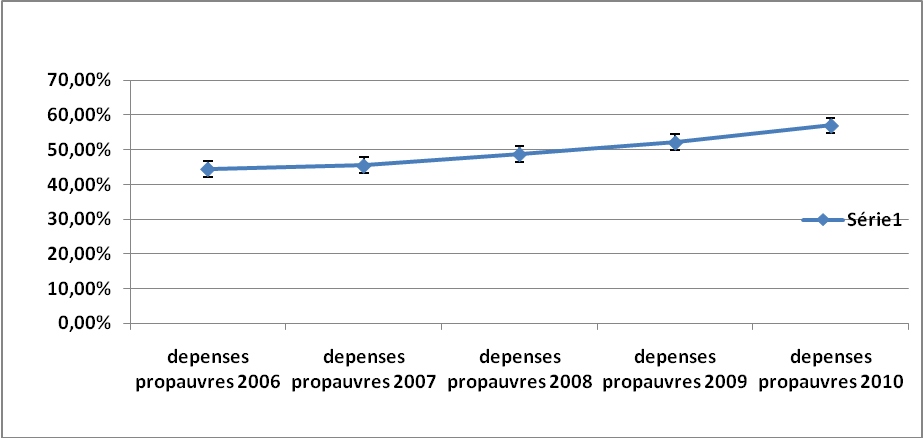 70,00%
60,00%
50,00%
40,00%
30,00%
20,00%
10,00%
0,00%
Série1
depenses
propauvres 2006
depenses
propauvres 2007
depenses
propauvres 2008
depenses
propauvres 2009
depenses
propauvres 2010